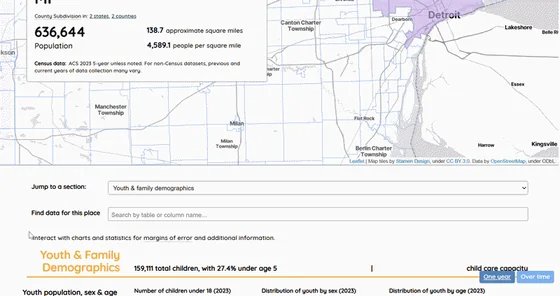 MI
County Subdivision in: 2 states, 2 counties
636,644
Population
138.7 approximate square miles
4,589.1 people per square mile
Census data: ACS 2023 5-year unless noted. For non-Census datasets, previous and
current years of data collection may vary.
Canton Charter
Township
Dearborn
Detroit
Lakeshore
Belle Ri
Essex
Manchester
Township
Milan
Milan
Township
Flat Rock
Berlin Charter
Township
Harrow
Kingsville
Leaflet | Map tiles by Stamen Design, under CC BY 3.0. Data by OpenStreetMap, under ODbL
Jump to a section:
Youth & family demographics
Find data for this place
Search by table or column name...
Interact with charts and statistics for margins of error and additional information.
Youth & Family
Demographics
159,111 total children, with 27.4% under age 5
|
child care capacity
One year
Over time
Youth population, sex & age
Number of children under 18 (2023)
Distribution of youth by sex (2023)
Distribution of youth by age (2023)